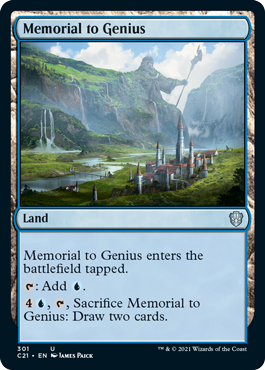 Memorial to Genius
Land
Memorial to Genius enters the
battlefield tapped.
: Add .
4 , , Sacrifice Memorial to
Genius: Draw two cards.
301 U
C21 • EN JAMES PAICK
™ & © 2021 Wizards of the Coast